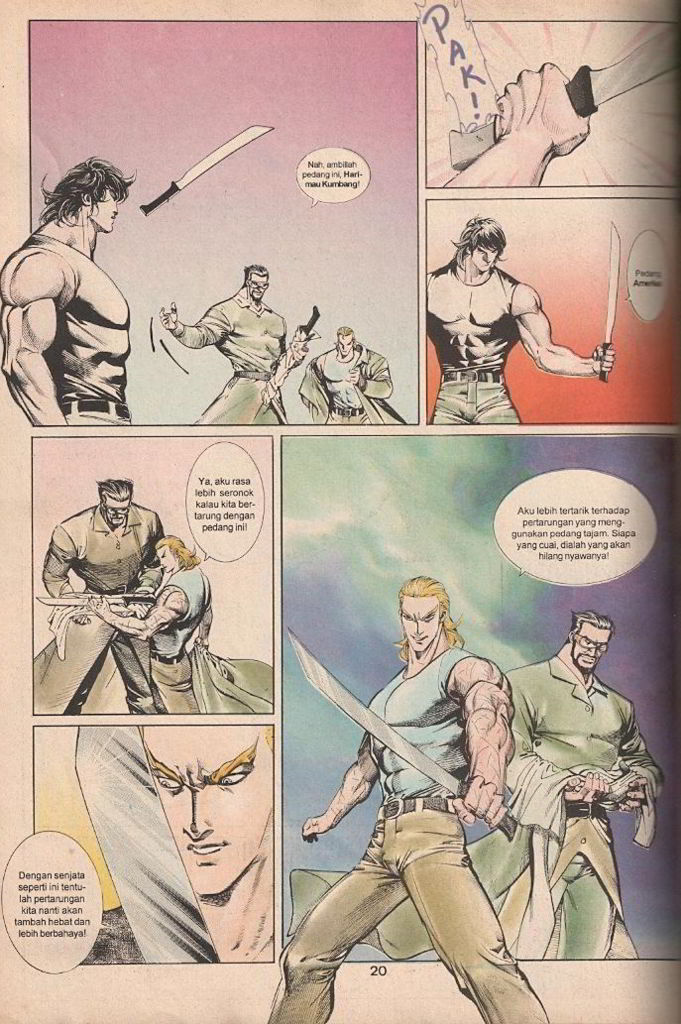 Nah, ambillah
pedang ini, Hari-
mau Kumbang!
PAK!
Pedang
Ya, aku rasa
lebih seronok
kalau kita ber-
tarung dengan
pedang ini!
Aku lebih tertarik terhadap
pertarungan yang meng-
gunakan pedang tajam. Siapa
yang cuai, dialah yang akan
hilang nyawanya!
Dengan senjata
seperti ini tentu-
lah pertarungan
kita nanti akan
tambah hebat dan
lebih berbahaya!
20